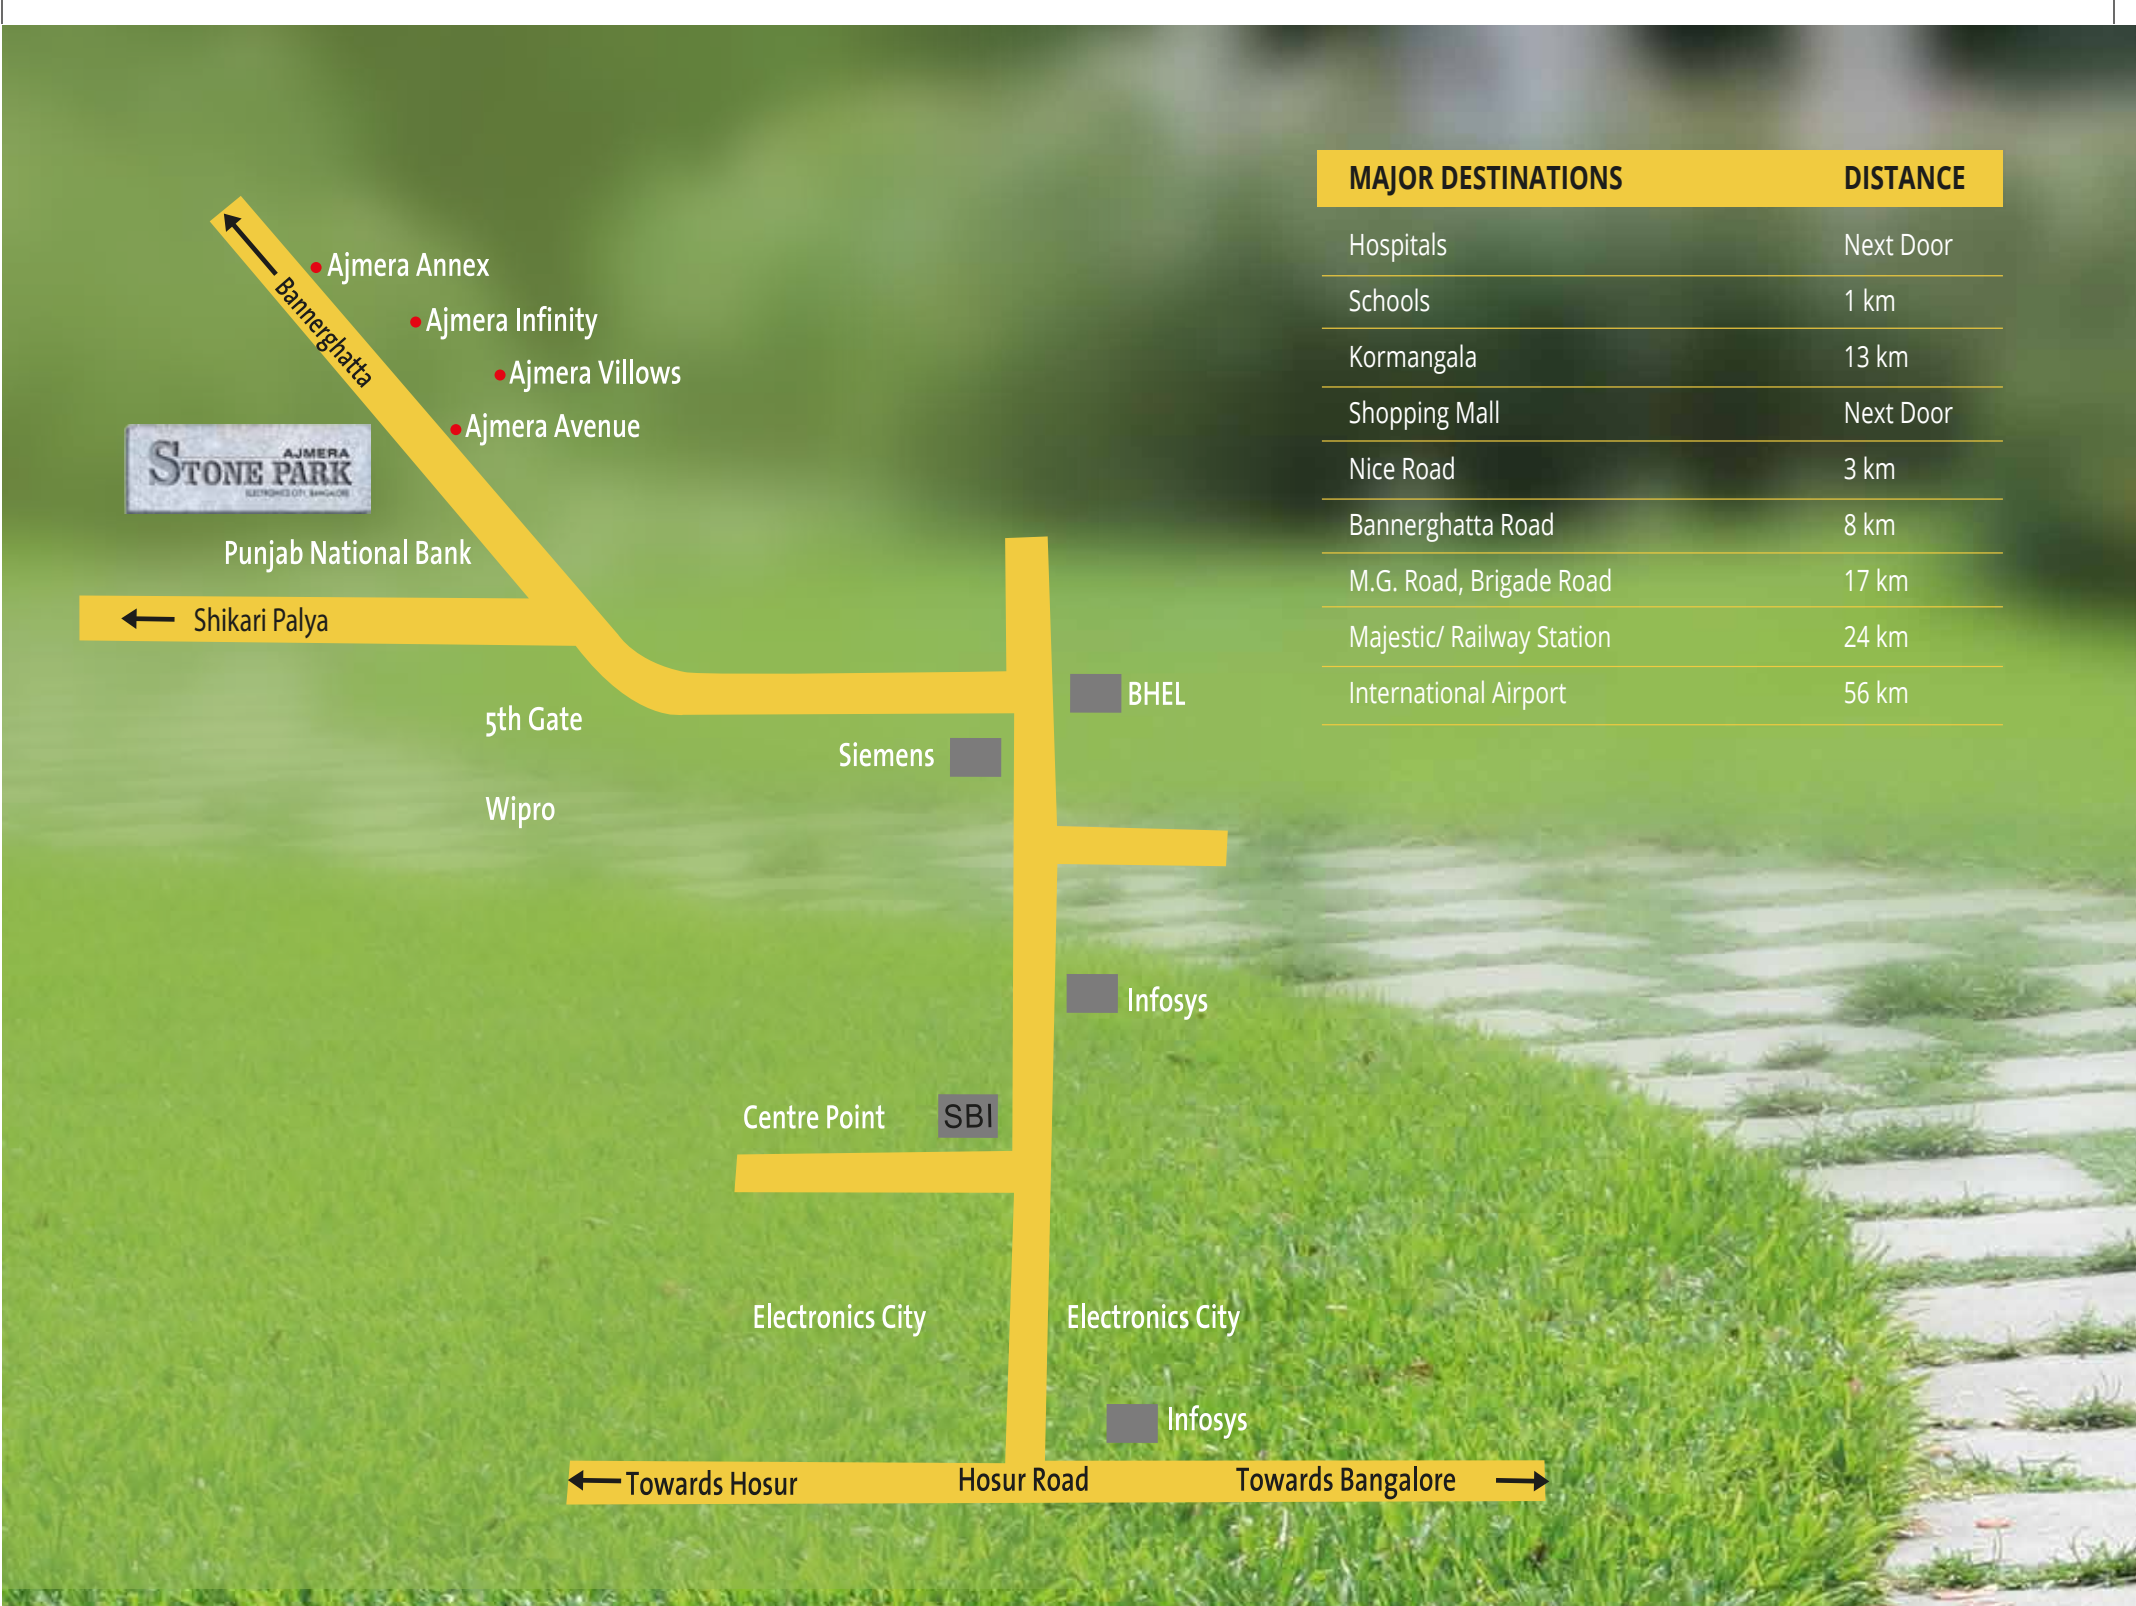 MAJOR DESTINATIONS DISTANCE
Hospitals Next Door
Schools 1 km
Kormangala 13 km
Shopping Mall Next Door
Nice Road 3 km
Bannerghatta Road 8 km
M.G. Road, Brigade Road 17 km
Majestic/ Railway Station 24 km
International Airport 56 km
Ajmera Annex
Bannerghatta
Ajmera Infinity
Ajmera Villows
Ajmera Avenue
AJMERA
STONE PARK
ELECTRONICS CITY, BANGALORE
Punjab National Bank
Shikari Palya
5th Gate
BHEL
Siemens
Wipro
Infosys
Centre Point
SBI
Electronics City
Electronics City
Infosys
Towards Hosur
Hosur Road
Towards Bangalore